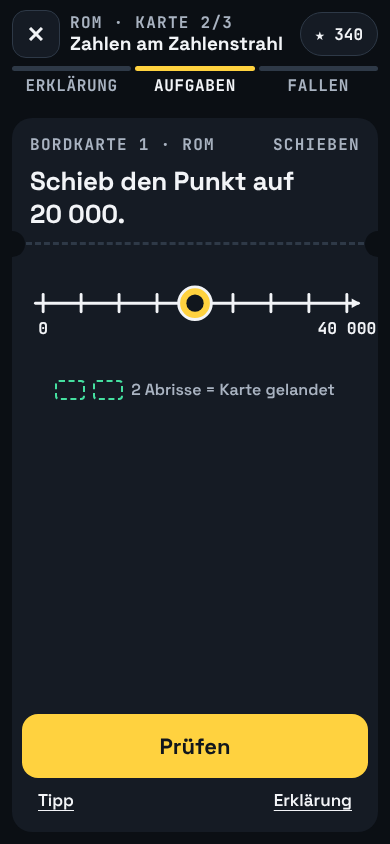 ✕
ROM · KARTE 2/3
Zahlen am Zahlenstrahl
★ 340
ERKLÄRUNG
AUFGABEN
FALLEN
BORDKARTE 1 · ROM
SCHIEBEN
Schieb den Punkt auf
20 000.
0
40 000
2 Abrisse = Karte gelandet
Prüfen
Tipp
Erklärung